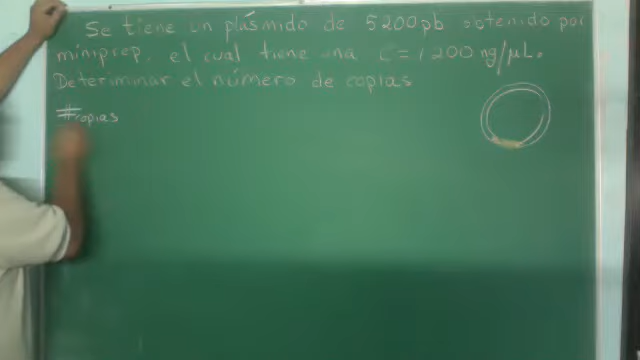 Se tiene un plásmido de 5200pb obtenido por
miniprep, el cual tiene una C=1200 ng/μL.
Determinar el número de copias
#copias